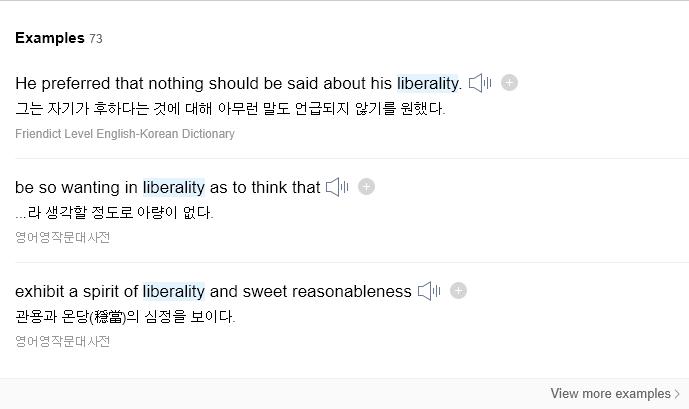 Examples 73
He preferred that nothing should be said about his liberality.
그는 자기가 후하다는 것에 대해 아무런 말도 언급되지 않기를 원했다.
Friendict Level English-Korean Dictionary
be so wanting in liberality as to think that
...라 생각할 정도로 아량이 없다.
영어영작문대사전
exhibit a spirit of liberality and sweet reasonableness
관용과 온당(穩當)의 심정을 보이다.
영어영작문대사전
View more examples